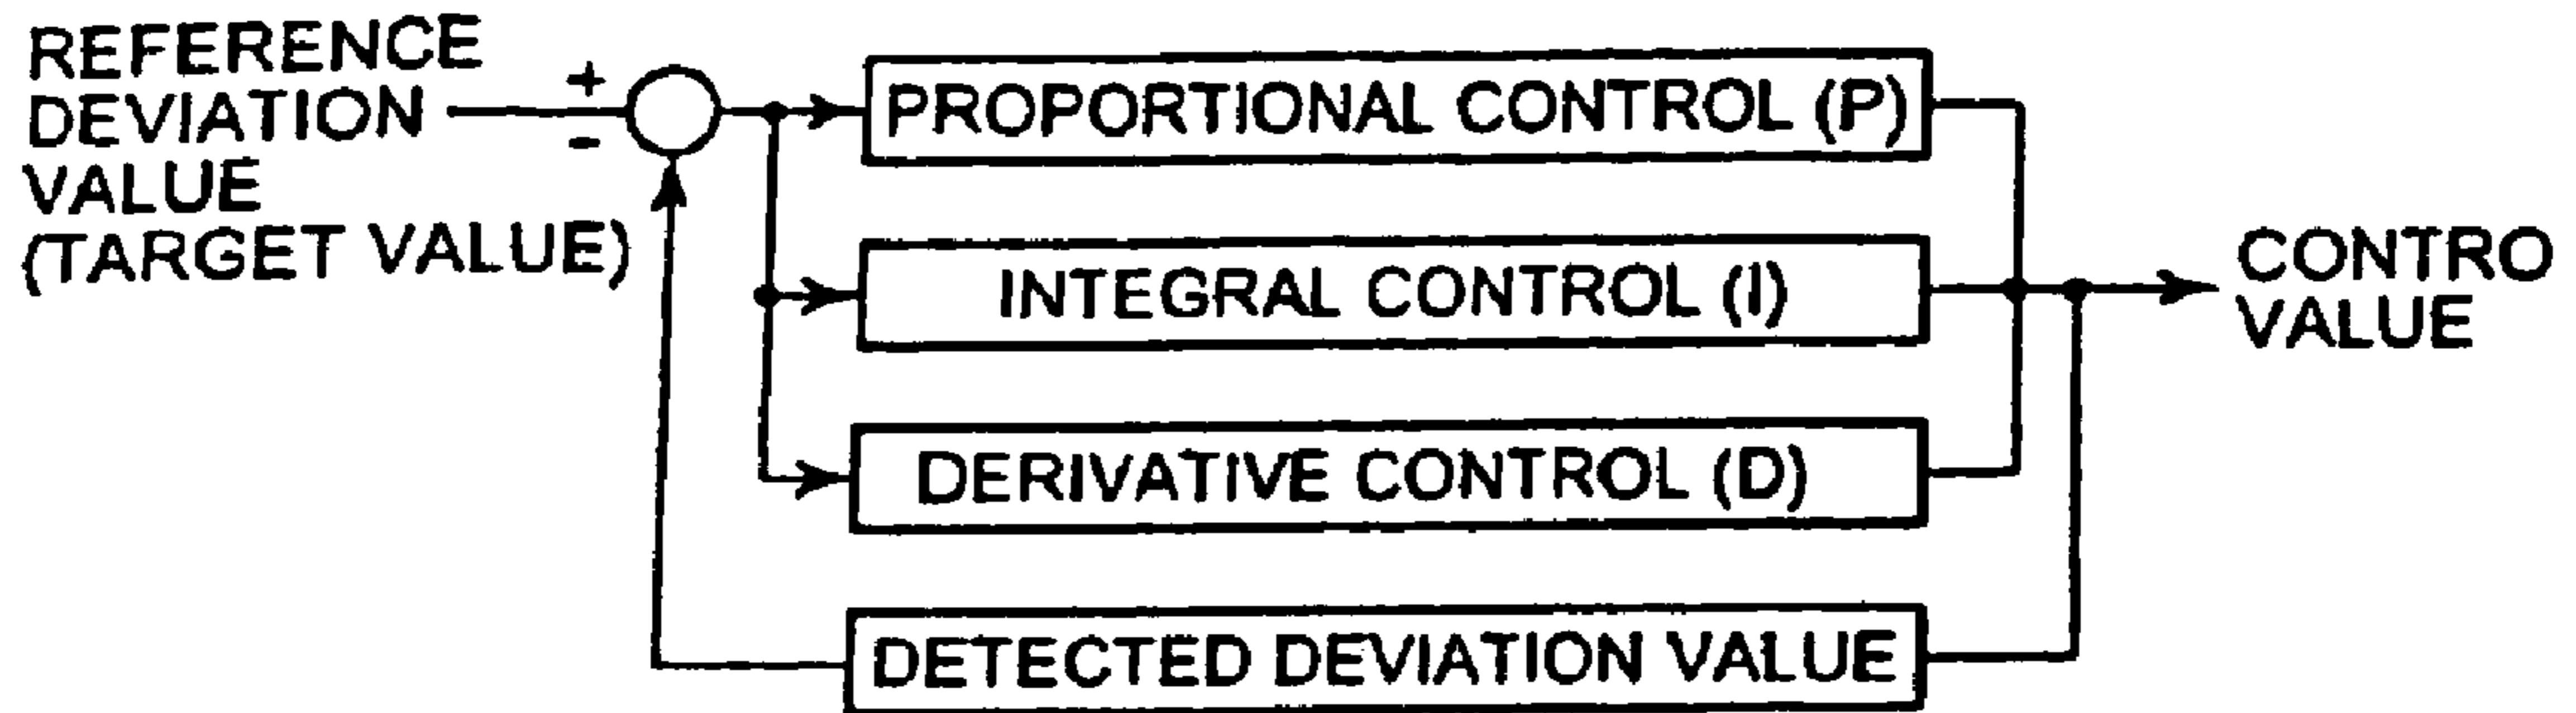 REFERENCE
DEVIATION
VALUE
(TARGET VALUE)
+
-
PROPORTIONAL CONTROL (P)
INTEGRAL CONTROL (I)
DERIVATIVE CONTROL (D)
DETECTED DEVIATION VALUE
CONTRO
VALUE